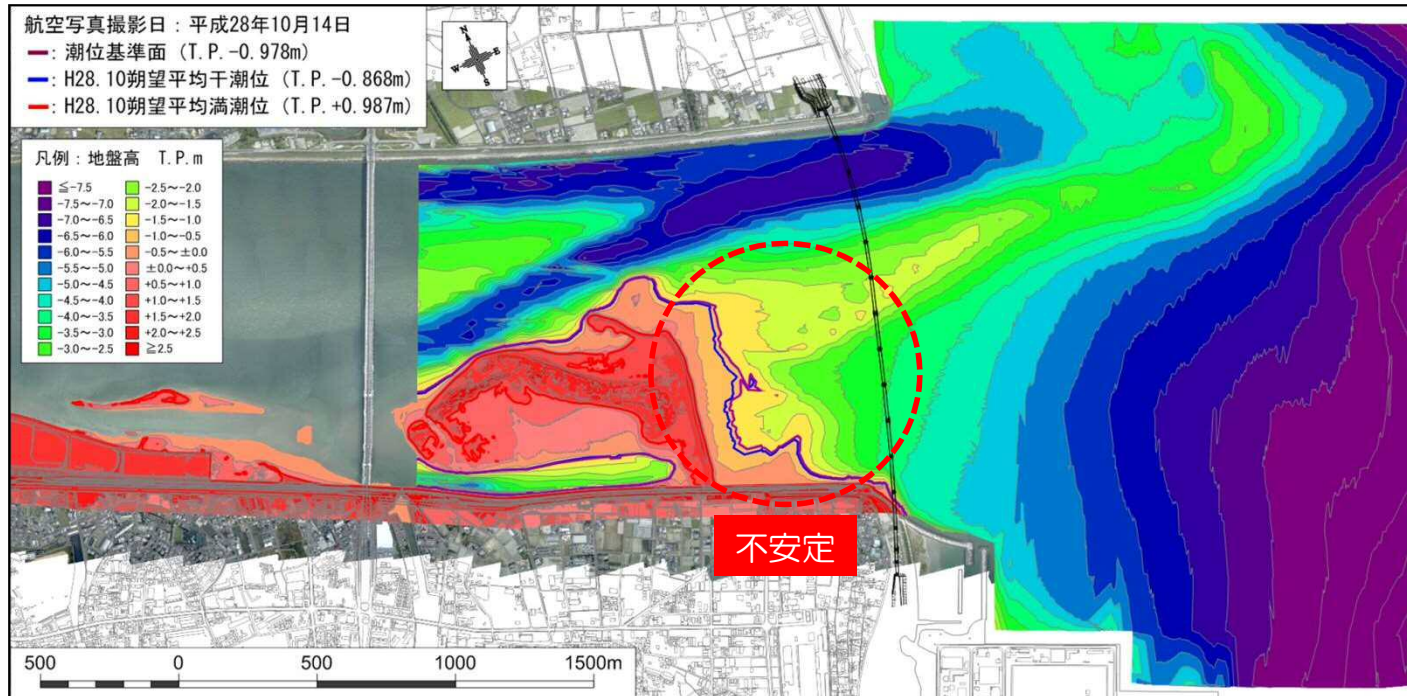 航空写真撮影日：平成28年10月14日
━：潮位基準面 (T.P.-0.978m)
━：H28.10朔望平均干潮位 (T.P.-0.868m)
━：H28.10朔望平均満潮位 (T.P.+0.987m)
N
E
W
S
凡例：地盤高 T.P.m
≦-7.5 -2.5～-2.0
-7.5～-7.0 -2.0～-1.5
-7.0～-6.5 -1.5～-1.0
-6.5～-6.0 -1.0～-0.5
-6.0～-5.5 -0.5～±0.0
-5.5～-5.0 ±0.0～+0.5
-5.0～-4.5 +0.5～+1.0
-4.5～-4.0 +1.0～+1.5
-4.0～-3.5 +1.5～+2.0
-3.5～-3.0 +2.0～+2.5
-3.0～-2.5 ≧2.5
不安定
500 0 500 1000 1500m